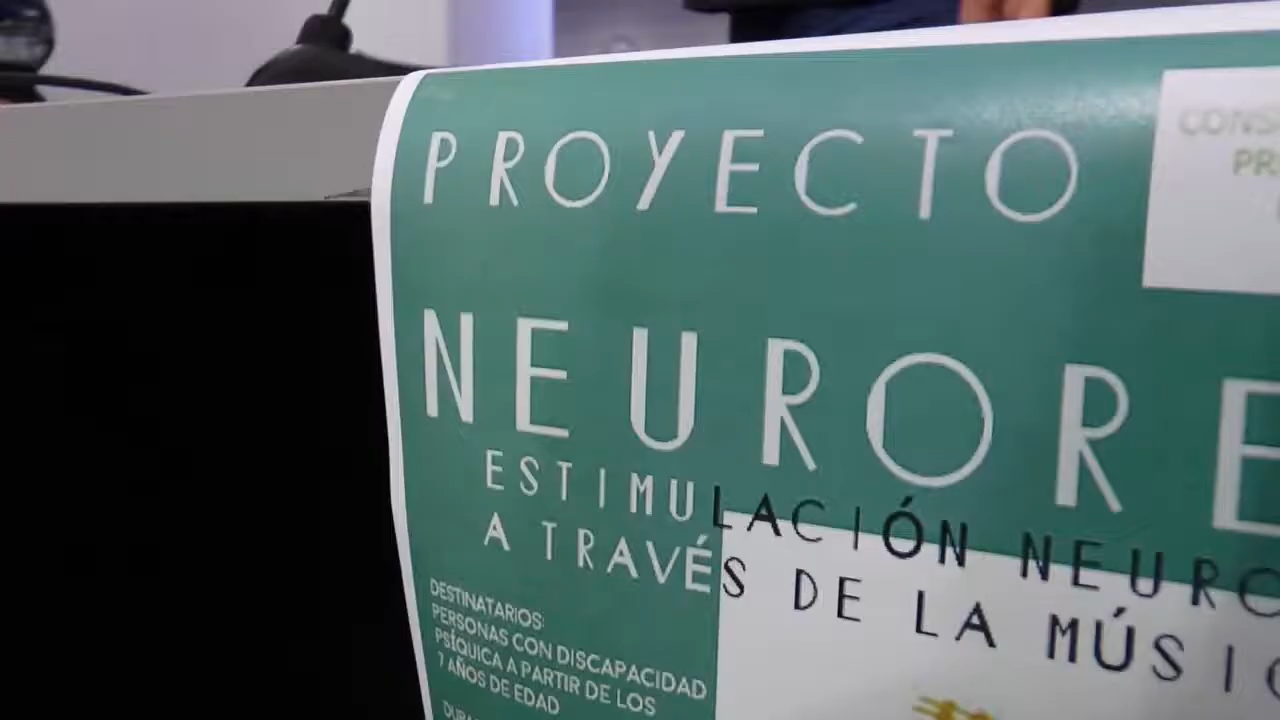 PROYECTO
NEURORE
ESTIMULACIÓN NEURO
A TRAVÉS DE LA MÚSIC
DESTINATARIOS:
PERSONAS CON DISCAPACIDAD
PSÍQUICA A PARTIR DE LOS
7 AÑOS DE EDAD